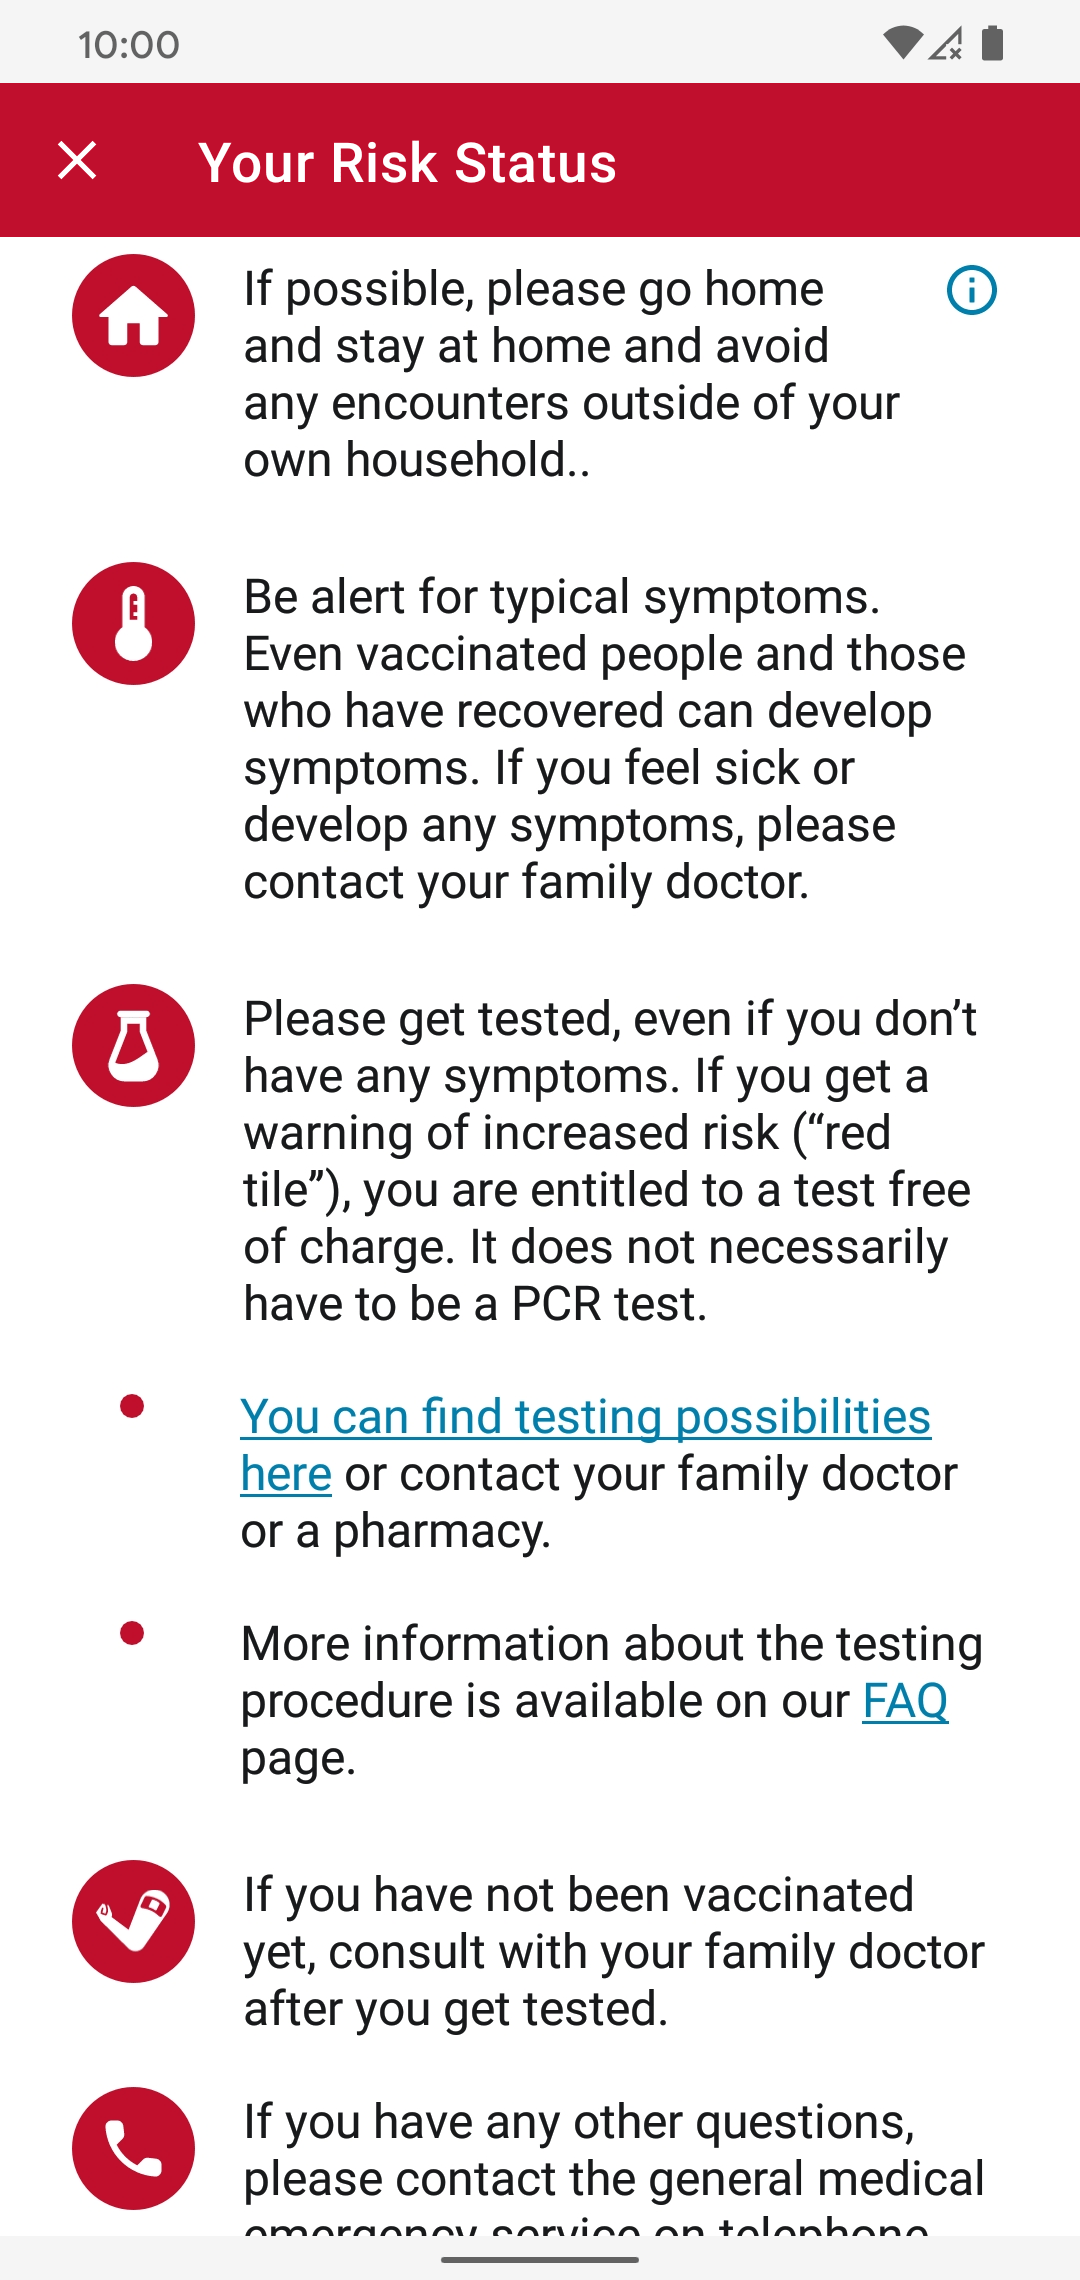 10:00
Your Risk Status
If possible, please go home
and stay at home and avoid
any encounters outside of your
own household..
Be alert for typical symptoms.
Even vaccinated people and those
who have recovered can develop
symptoms. If you feel sick or
develop any symptoms, please
contact your family doctor.
Please get tested, even if you don’t
have any symptoms. If you get a
warning of increased risk (“red
tile”), you are entitled to a test free
of charge. It does not necessarily
have to be a PCR test.
You can find testing possibilities
here or contact your family doctor
or a pharmacy.
More information about the testing
procedure is available on our FAQ
page.
If you have not been vaccinated
yet, consult with your family doctor
after you get tested.
If you have any other questions,
please contact the general medical
emergency service on telephone